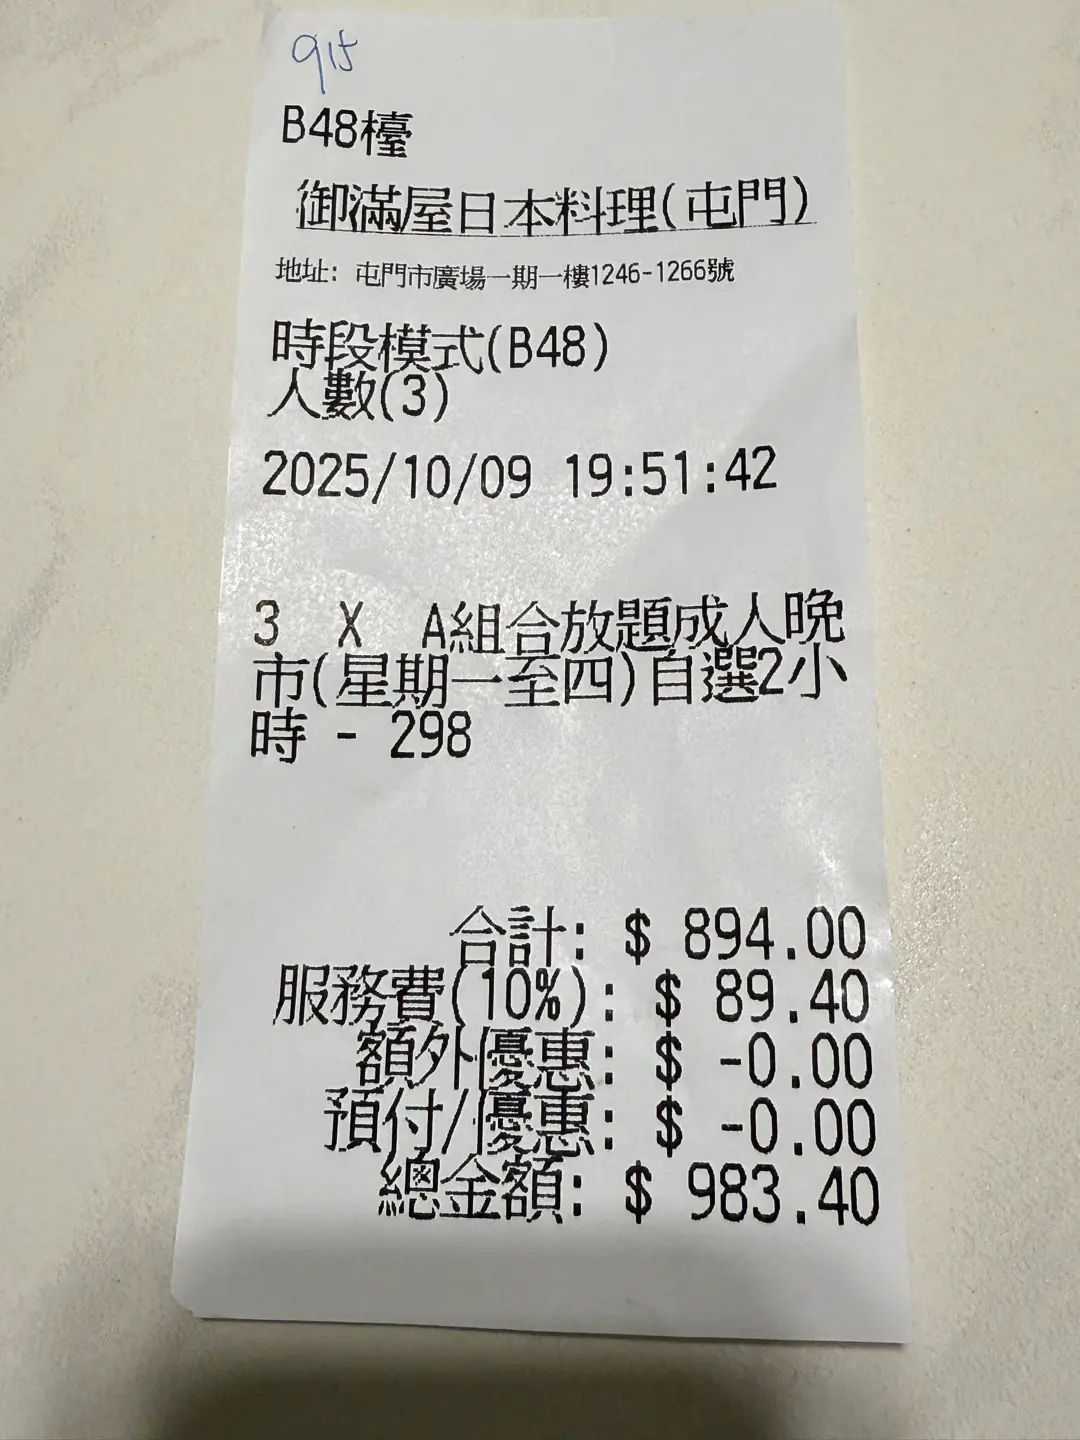 915
B48檯
御滿屋日本料理(屯門)
地址: 屯門市廣場一期一樓1246-1266號
時段模式(B48)
人數(3)
2025/10/09 19:51:42
3 X A組合放題成人晚
市(星期一至四)自選2小
時 - 298
合計: $ 894.00
服務費(10%): $ 89.40
額外優惠: $ -0.00
預付/優惠: $ -0.00
總金額: $ 983.40